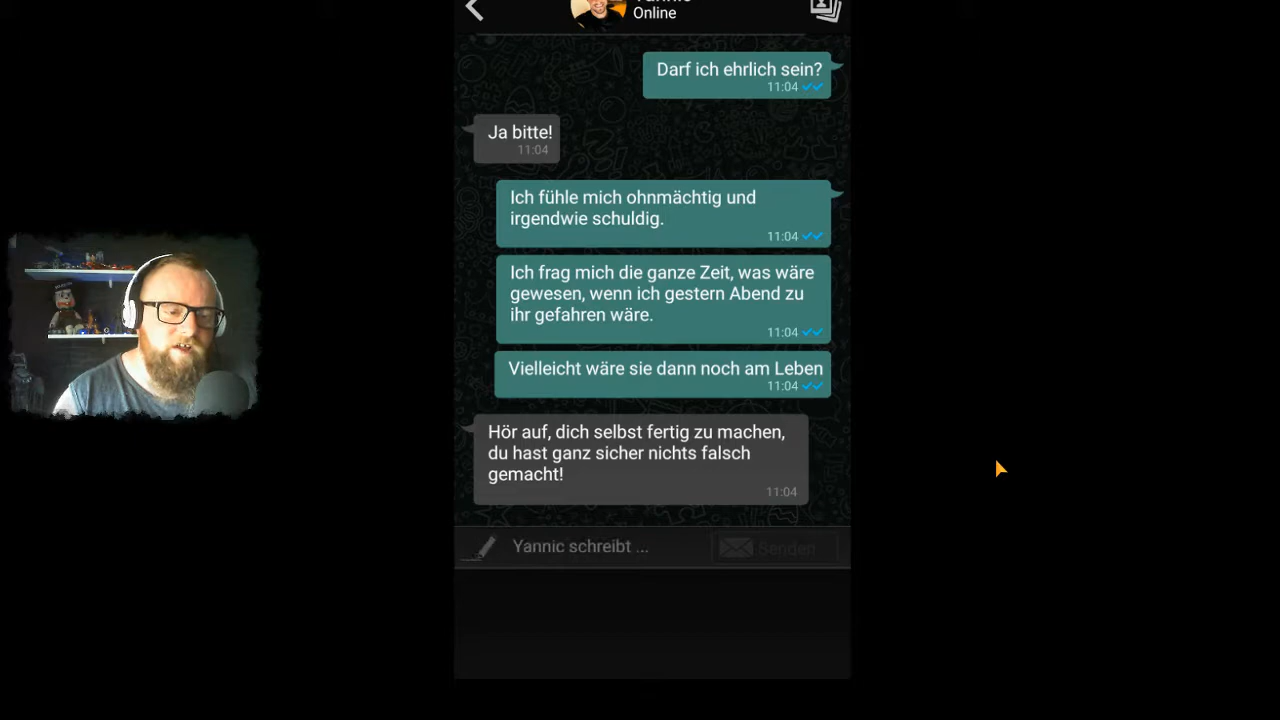 Online
Darf ich ehrlich sein?
11:04
Ja bitte!
11:04
Ich fühle mich ohnmächtig und
irgendwie schuldig.
11:04
Ich frag mich die ganze Zeit, was wäre
gewesen, wenn ich gestern Abend zu
ihr gefahren wäre.
11:04
Vielleicht wäre sie dann noch am Leben
11:04
Hör auf, dich selbst fertig zu machen,
du hast ganz sicher nichts falsch
gemacht!
11:04
Yannic schreibt ... Senden